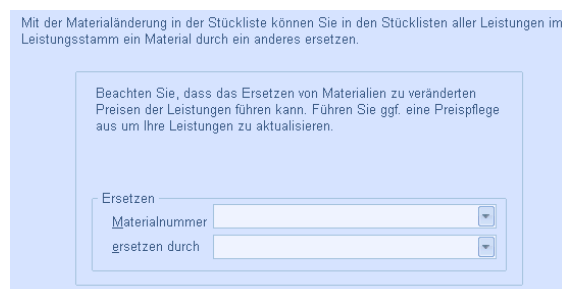 Mit der Materialänderung in der Stückliste können Sie in den Stücklisten aller Leistungen im
Leistungsstamm ein Material durch ein anderes ersetzen.
Beachten Sie, dass das Ersetzen von Materialien zu veränderten
Preisen der Leistungen führen kann. Führen Sie ggf. eine Preispflege
aus um Ihre Leistungen zu aktualisieren.
Ersetzen
Materialnummer
ersetzen durch